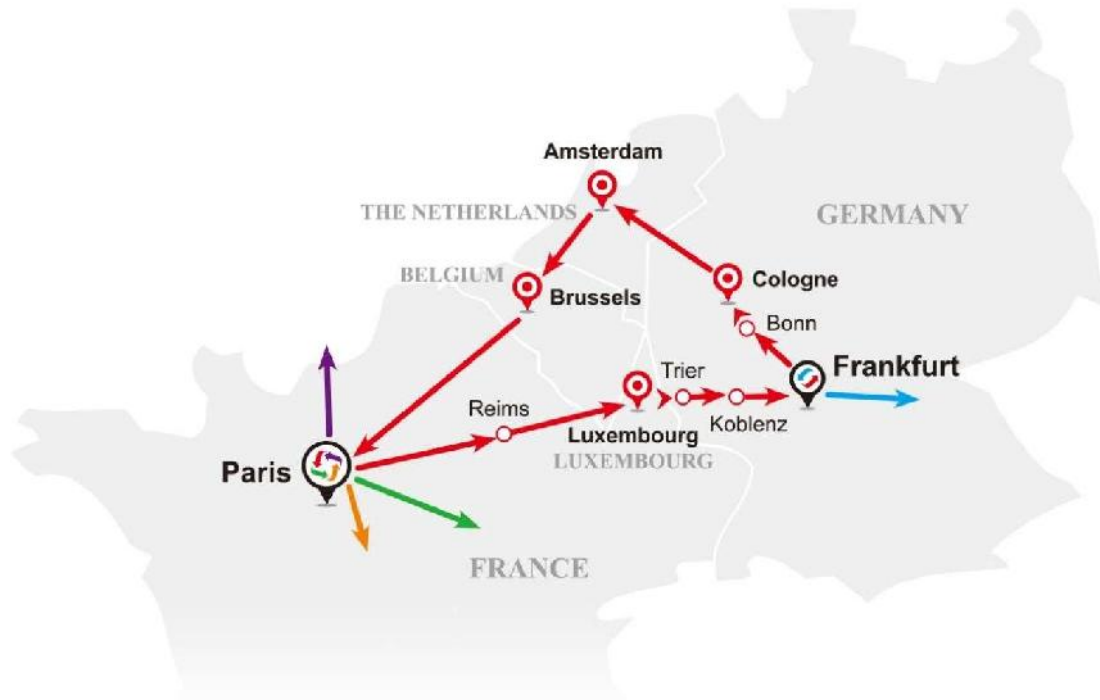 Amsterdam
THE NETHERLANDS
GERMANY
BELGIUM
Cologne
Brussels
Bonn
Trier
Frankfurt
Reims
Koblenz
Luxembourg
LUXEMBOURG
Paris
FRANCE